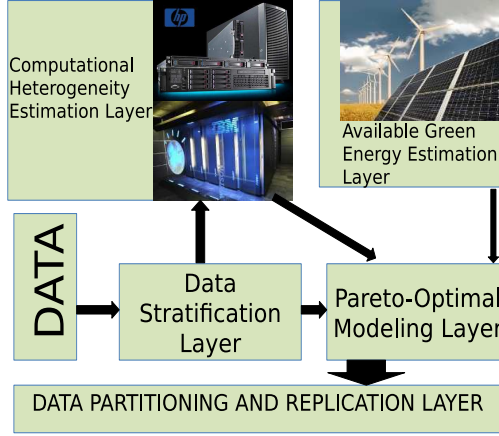 hp
Computational
Heterogeneity
Estimation Layer
IBM
Available Green
Energy Estimation
Layer
DATA
Data
Stratification
Layer
Pareto-Optimal
Modeling Layer
DATA PARTITIONING AND REPLICATION LAYER